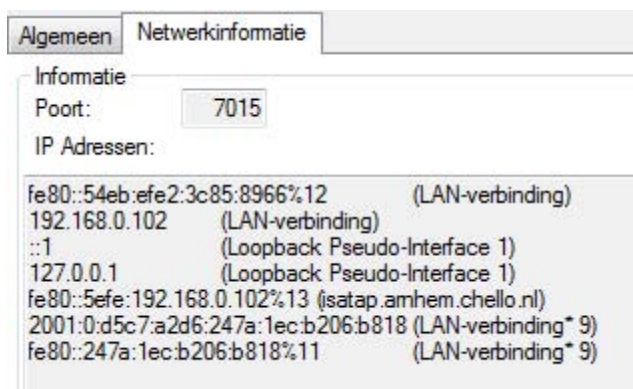 Algemeen Netwerkinformatie
Informatie
Poort: 7015
IP Adressen:
fe80::54eb:efe2:3c85:8966%12 (LAN-verbinding)
192.168.0.102 (LAN-verbinding)
::1 (Loopback Pseudo-Interface 1)
127.0.0.1 (Loopback Pseudo-Interface 1)
fe80::5efe:192.168.0.102%13 (isatap.arnhem.chello.nl)
2001:0:d5c7:a2d6:247a:1ec:b206:b818 (LAN-verbinding* 9)
fe80::247a:1ec:b206:b818%11 (LAN-verbinding* 9)